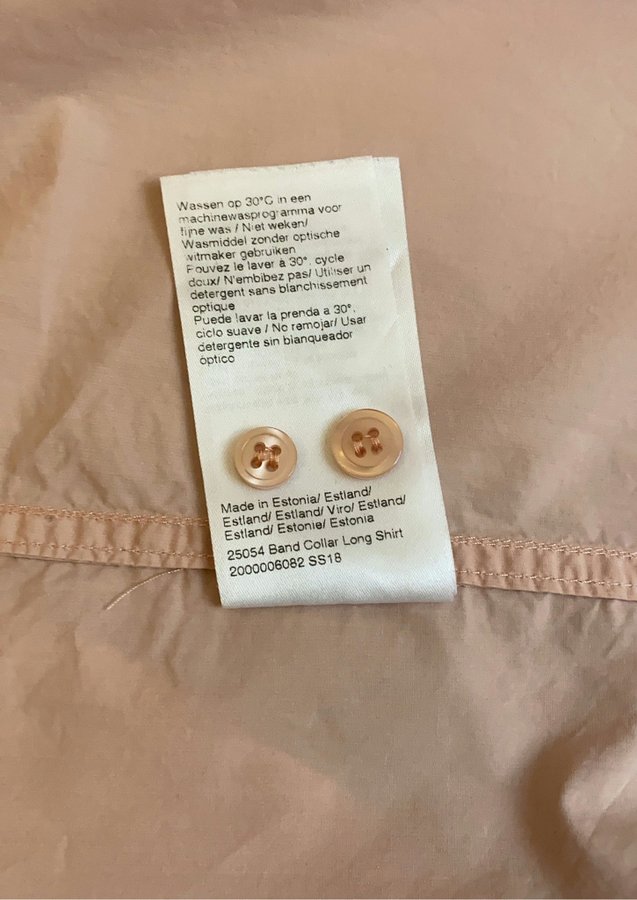 Wassen op 30°C in een
machinewasprogramma voor
fijne was / Niet weken/
Wasmiddel zonder optische
witmaker gebruiken
Pouvez le laver à 30°, cycle
doux/ N'embibez pas/ Utiliser un
detergent sans blanchissement
optique
Puede lavar la prenda a 30°,
ciclo suave / No remojar/ Usar
detergente sin blanqueador
óptico
Made in Estonia/ Estland/
Estland/ Estland/ Viro/ Estland/
Estland/ Estonie/ Estonia
25054 Band Collar Long Shirt
2000006082 SS18